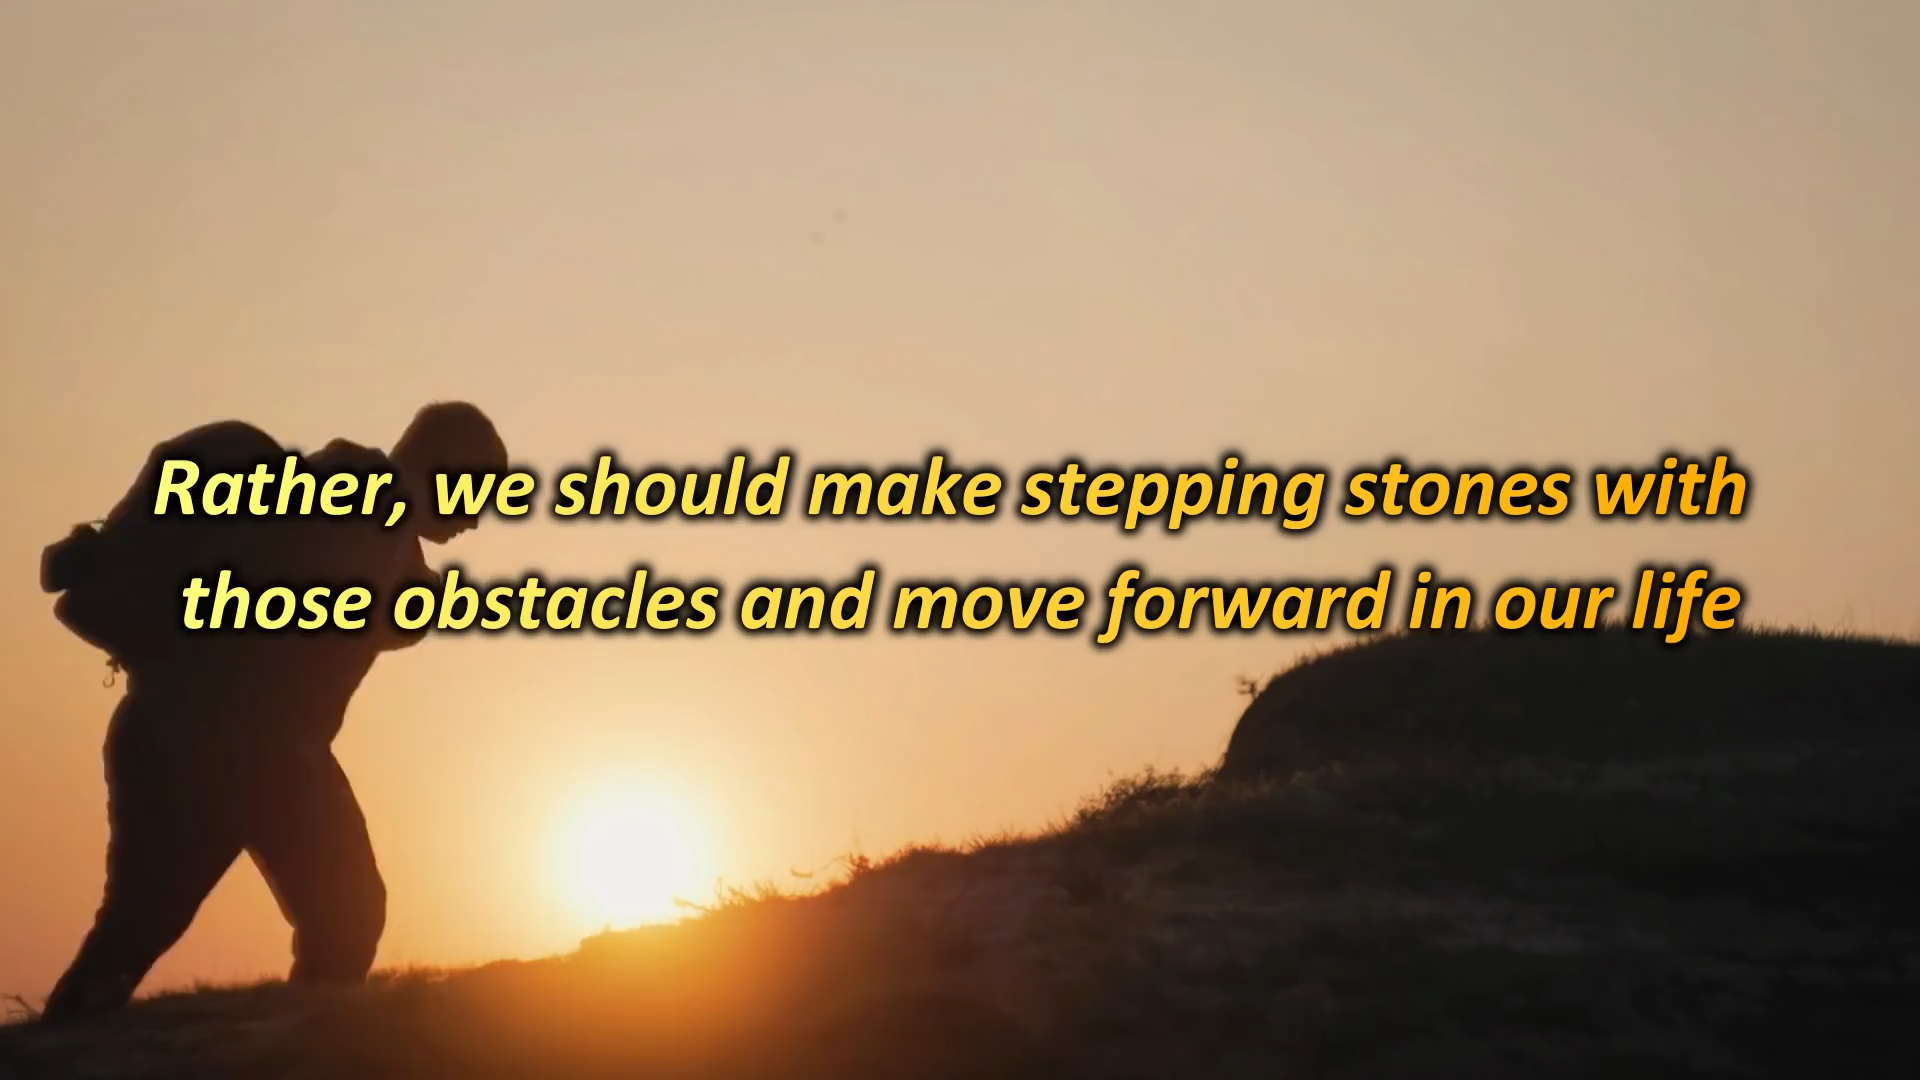 Rather, we should make stepping stones with
those obstacles and move forward in our life